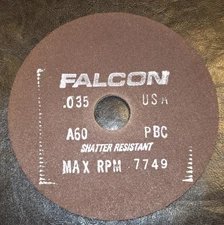 FALCON
.035 USA
A60 PBC
SHATTER RESISTANT
MAX RPM 7749